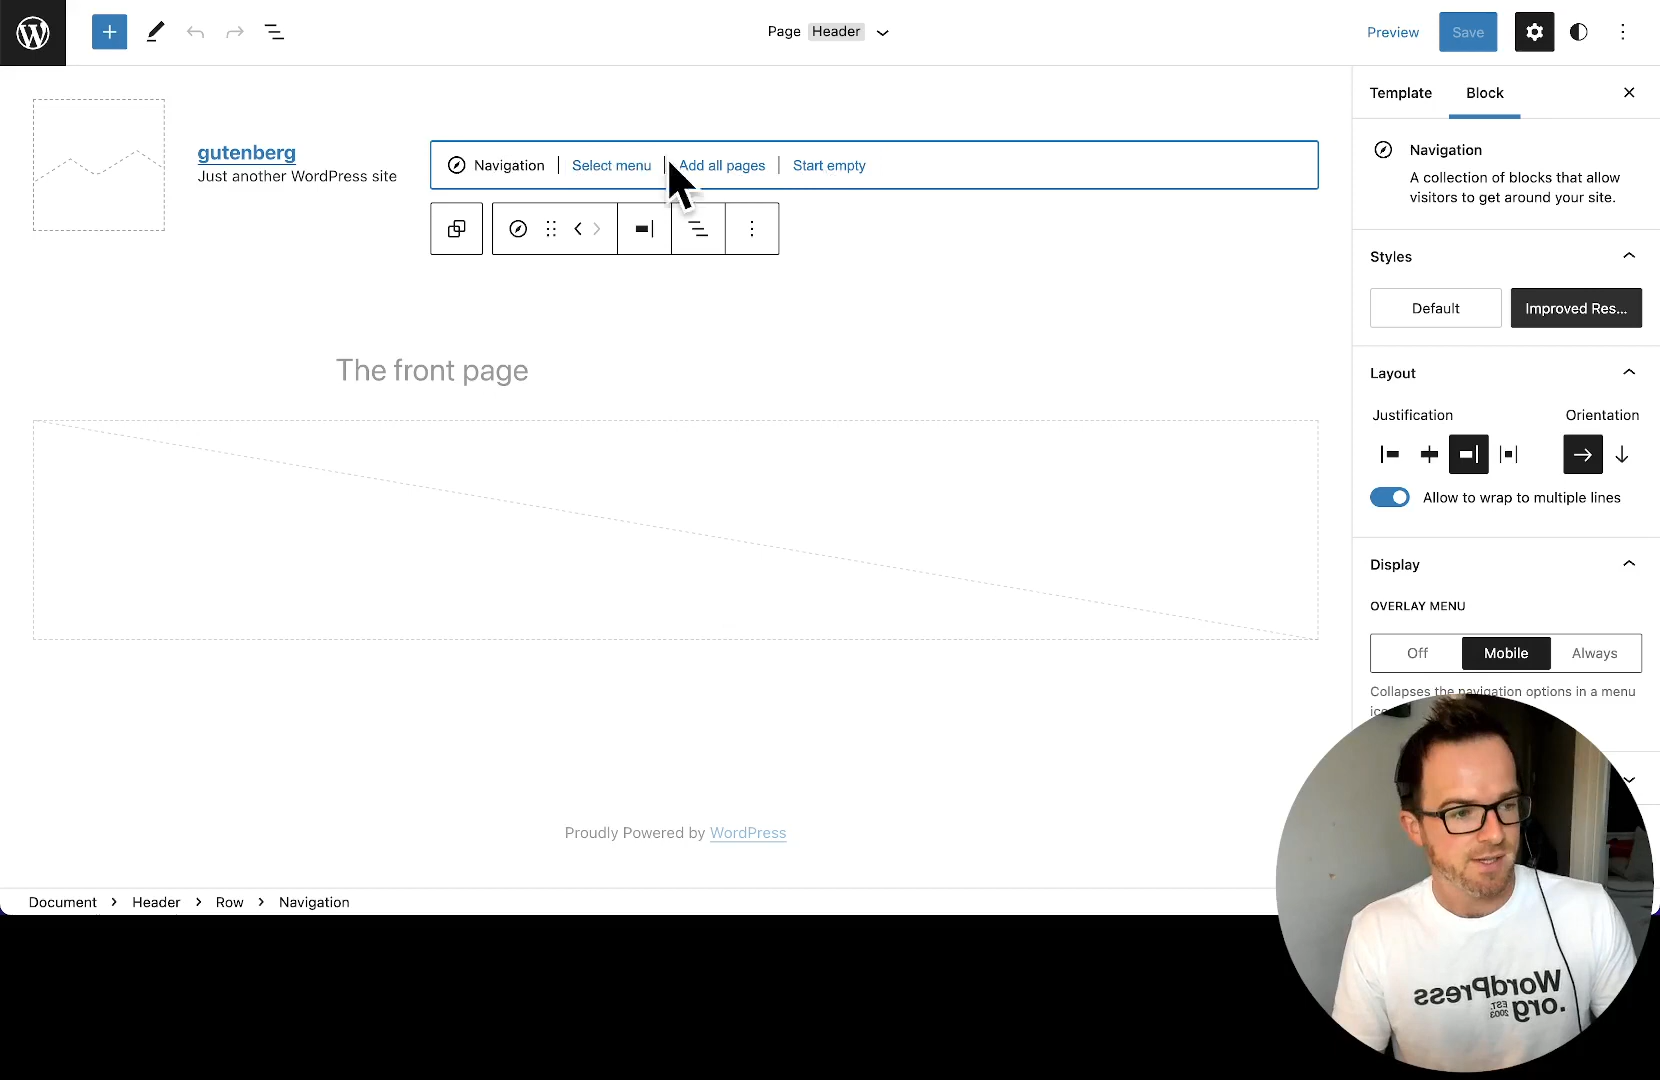 Page Header
Preview
Save
Template
Block
gutenberg
Just another WordPress site
Navigation
Select menu
Add all pages
Start empty
Navigation
A collection of blocks that allow
visitors to get around your site.
Styles
Default
Improved Res...
The front page
Layout
Justification
Orientation
Allow to wrap to multiple lines
Display
OVERLAY MENU
Off
Mobile
Always
Collapses the navigation options in a menu
Proudly Powered by WordPress
Document
Header
Row
Navigation
WordPress
.org
EST.
2003